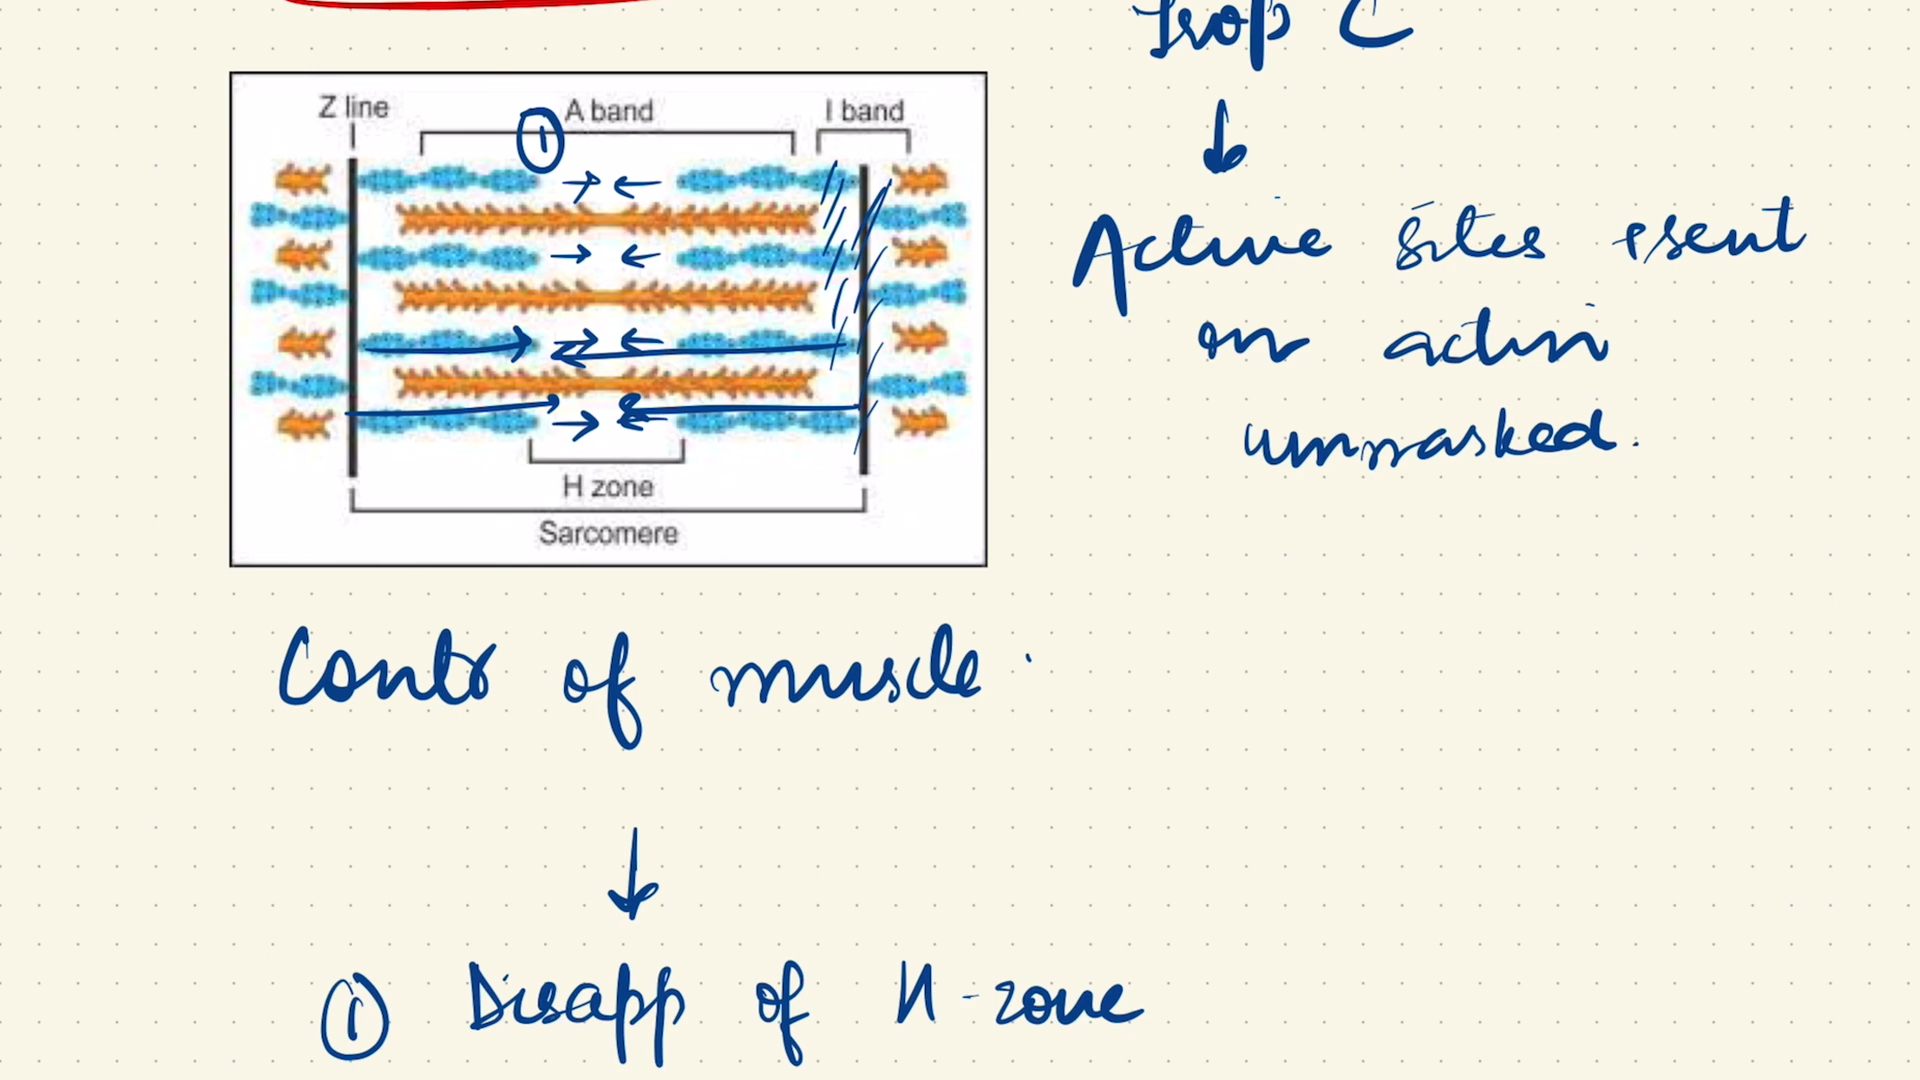 Trop C
Z line
A band
I band
1
Active sites present
on actin
unmasked.
H zone
Sarcomere
Contr of muscle
1 Disapp of H-zone